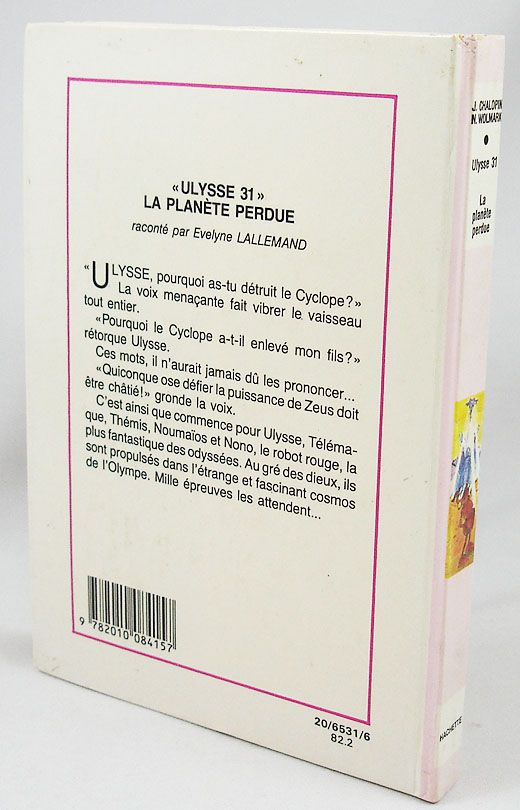 «ULYSSE 31»
LA PLANÈTE PERDUE
raconté par Evelyne LALLEMAND
«ULYSSE, pourquoi as-tu détruit le Cyclope?»
La voix menaçante fait vibrer le vaisseau
tout entier.
«Pourquoi le Cyclope a-t-il enlevé mon fils?»
rétorque Ulysse.
Ces mots, il n'aurait jamais dû les prononcer...
«Quiconque ose défier la puissance de Zeus doit
être châtié!» gronde la voix.
C'est ainsi que commence pour Ulysse, Téléma-
que, Thémis, Noumaïos et Nono, le robot rouge, la
plus fantastique des odyssées. Au gré des dieux, ils
sont propulsés dans l'étrange et fascinant cosmos
de l'Olympe. Mille épreuves les attendent...
9 782010 084157
20/6531/6
82.2
J. CHALOPIN
N. WOLMARK
•
Ulysse 31
La
planète
perdue
HACHETTE